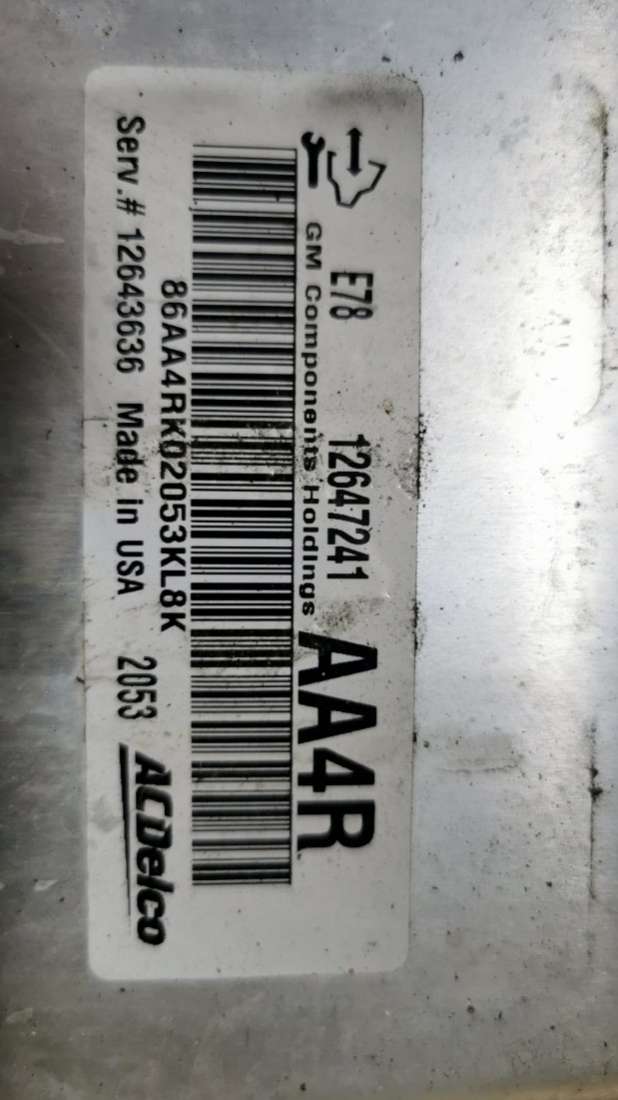 E78 12647241 AA4R
GM Components Holdings
86AA4RK02053KL8K
Serv.# 12643636 Made in USA 2053 ACDelco